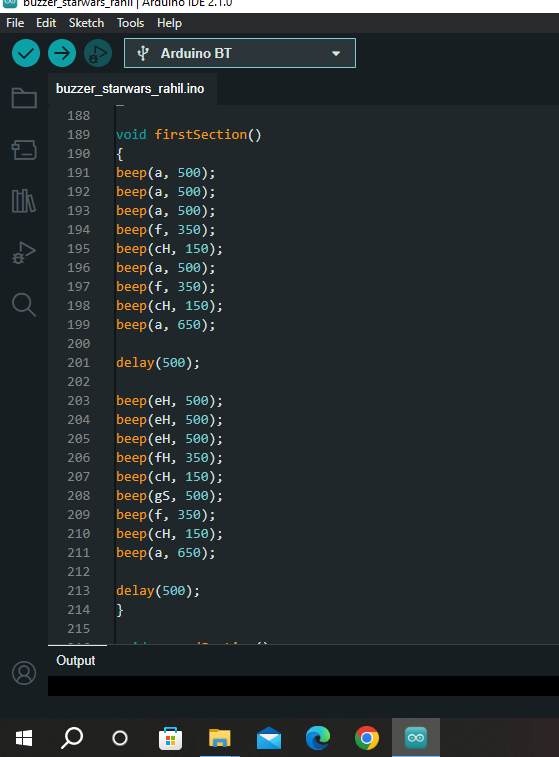 buzzer_starwars_rahil | Arduino IDE 2.1.0
File Edit Sketch Tools Help
Arduino BT
buzzer_starwars_rahil.ino
188
189 void firstSection()
190 {
191 beep(a, 500);
192 beep(a, 500);
193 beep(a, 500);
194 beep(f, 350);
195 beep(cH, 150);
196 beep(a, 500);
197 beep(f, 350);
198 beep(cH, 150);
199 beep(a, 650);
200
201 delay(500);
202
203 beep(eH, 500);
204 beep(eH, 500);
205 beep(eH, 500);
206 beep(fH, 350);
207 beep(cH, 150);
208 beep(gS, 500);
209 beep(f, 350);
210 beep(cH, 150);
211 beep(a, 650);
212
213 delay(500);
214 }
215
Output